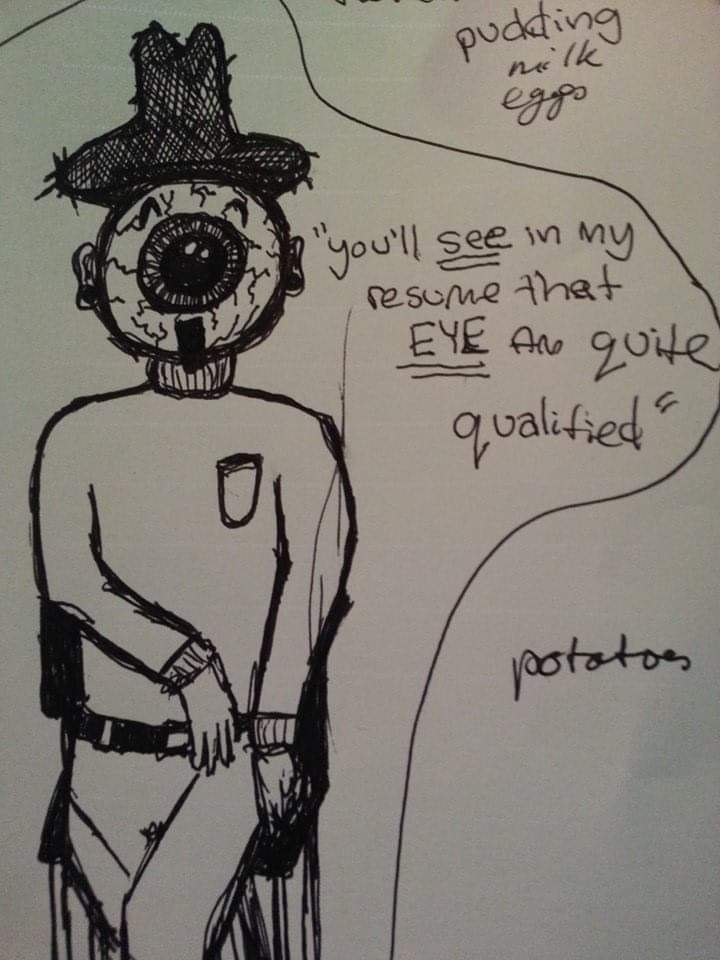 pudding
milk
eggs
"you'll see in my
resume that
EYE Am quite
qualified"
potatoes